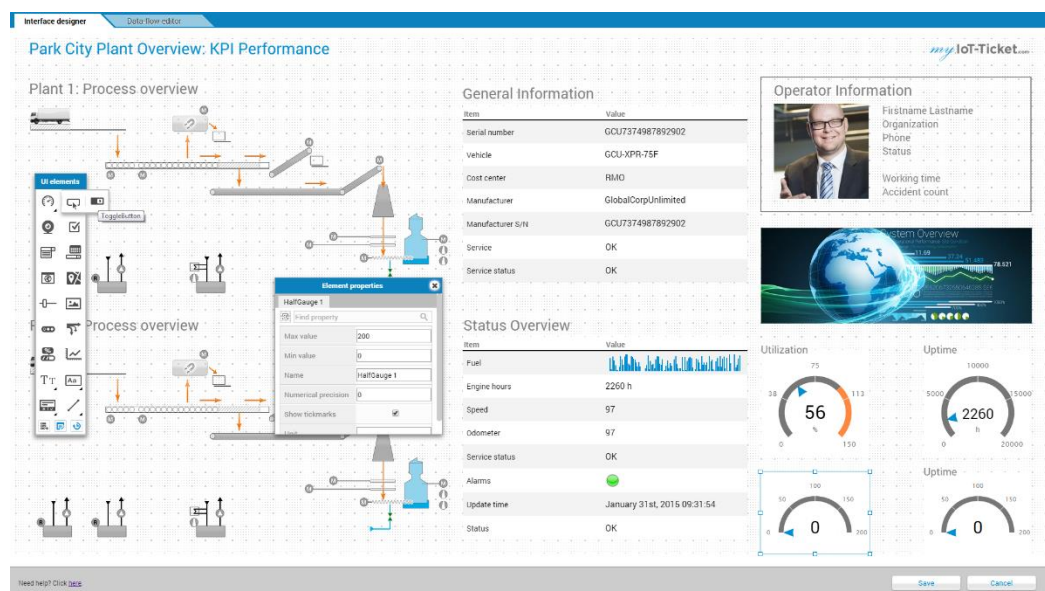 Interface designer
Data flow editor
Park City Plant Overview: KPI Performance
my.IoT-Ticket.com
Plant 1: Process overview
UI elements
ToggleButton
Process overview
Element properties
HalfGauge 1
Find property
Max value 200
Min value 0
Name HalfGauge 1
Numerical precision 0
Show tickmarks
General Information
Item Value
Serial number GCU7374987892902
Vehicle GCU-XPR-75F
Cost center RMO
Manufacturer GlobalCorpUnlimited
Manufacturer S/N GCU7374987892902
Service OK
Service status OK
Status Overview
Item Value
Fuel
Engine hours 2260 h
Speed 97
Odometer 97
Service status OK
Alarms
Update time January 31st, 2015 09:31:54
Status OK
Operator Information
Firstname Lastname
Organization
Phone
Status
Working time
Accident count
System Overview
78.521
Utilization
75
38 113
56
%
0 150
Uptime
10000
5000 15000
2260
h
0 20000
100
50 150
0
0 200
Uptime
100
50 150
0
0 200
Need help? Click here.
Save
Cancel